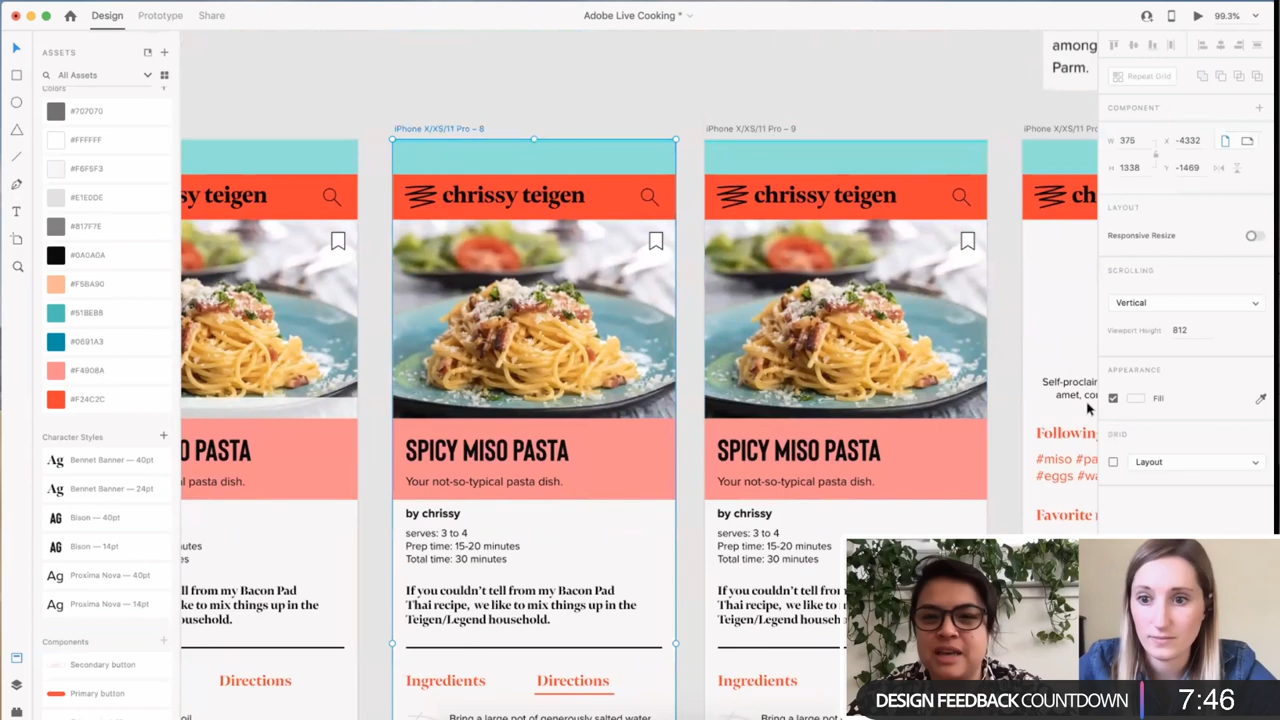 Design
Prototype
Share
Adobe Live Cooking *
99.3%
ASSETS
All Assets
Colors
#707070
#FFFFFF
#F6F5F3
#E1E0DE
#817F7E
#0A0A0A
#F5BA90
#51BEB8
#0691A3
#F4908A
#F24C2C
Character Styles
Ag Bennet Banner — 40pt
Ag Bennet Banner — 24pt
AG Bison — 40pt
AG Bison — 14pt
Ag Proxima Nova — 40pt
Ag Proxima Nova — 14pt
Components
Secondary button
Primary button
sy teigen
O PASTA
utes
es
ll from my Bacon Pad
ke to mix things up in the
usehold.
Directions
oil
iPhone X/XS/11 Pro – 8
chrissy teigen
SPICY MISO PASTA
Your not-so-typical pasta dish.
by chrissy
serves: 3 to 4
Prep time: 15-20 minutes
Total time: 30 minutes
If you couldn't tell from my Bacon Pad
Thai recipe, we like to mix things up in the
Teigen/Legend household.
Ingredients
Directions
Bring a large pot of generously salted water
iPhone X/XS/11 Pro – 9
chrissy teigen
SPICY MISO PASTA
Your not-so-typical pasta dish.
by chrissy
serves: 3 to 4
Prep time: 15-20 minutes
Total time: 30 minutes
If you couldn't tell from
Thai recipe, we like to
Teigen/Legend househ
Ingredients
Bring a large
among
Parm.
iPhone X/XS/11 Pro
ch
Self-proclai
amet, co
Following
#miso #pa
#eggs #wa
Favorite
Repeat Grid
COMPONENT
W 375
X -4332
H 1338
Y -1469
LAYOUT
Responsive Resize
SCROLLING
Vertical
Viewport Height 812
APPEARANCE
Fill
GRID
Layout
DESIGN FEEDBACK COUNTDOWN
7:46